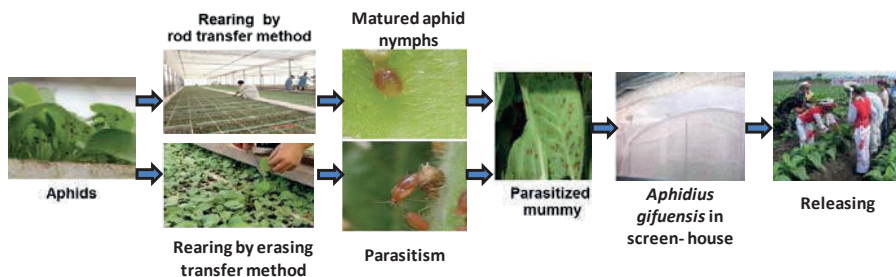 Rearing by
rod transfer method
Matured aphid
nymphs
Aphids
Rearing by erasing
transfer method
Parasitism
Parasitized
mummy
Aphidius
gifuensis in
screen- house
Releasing